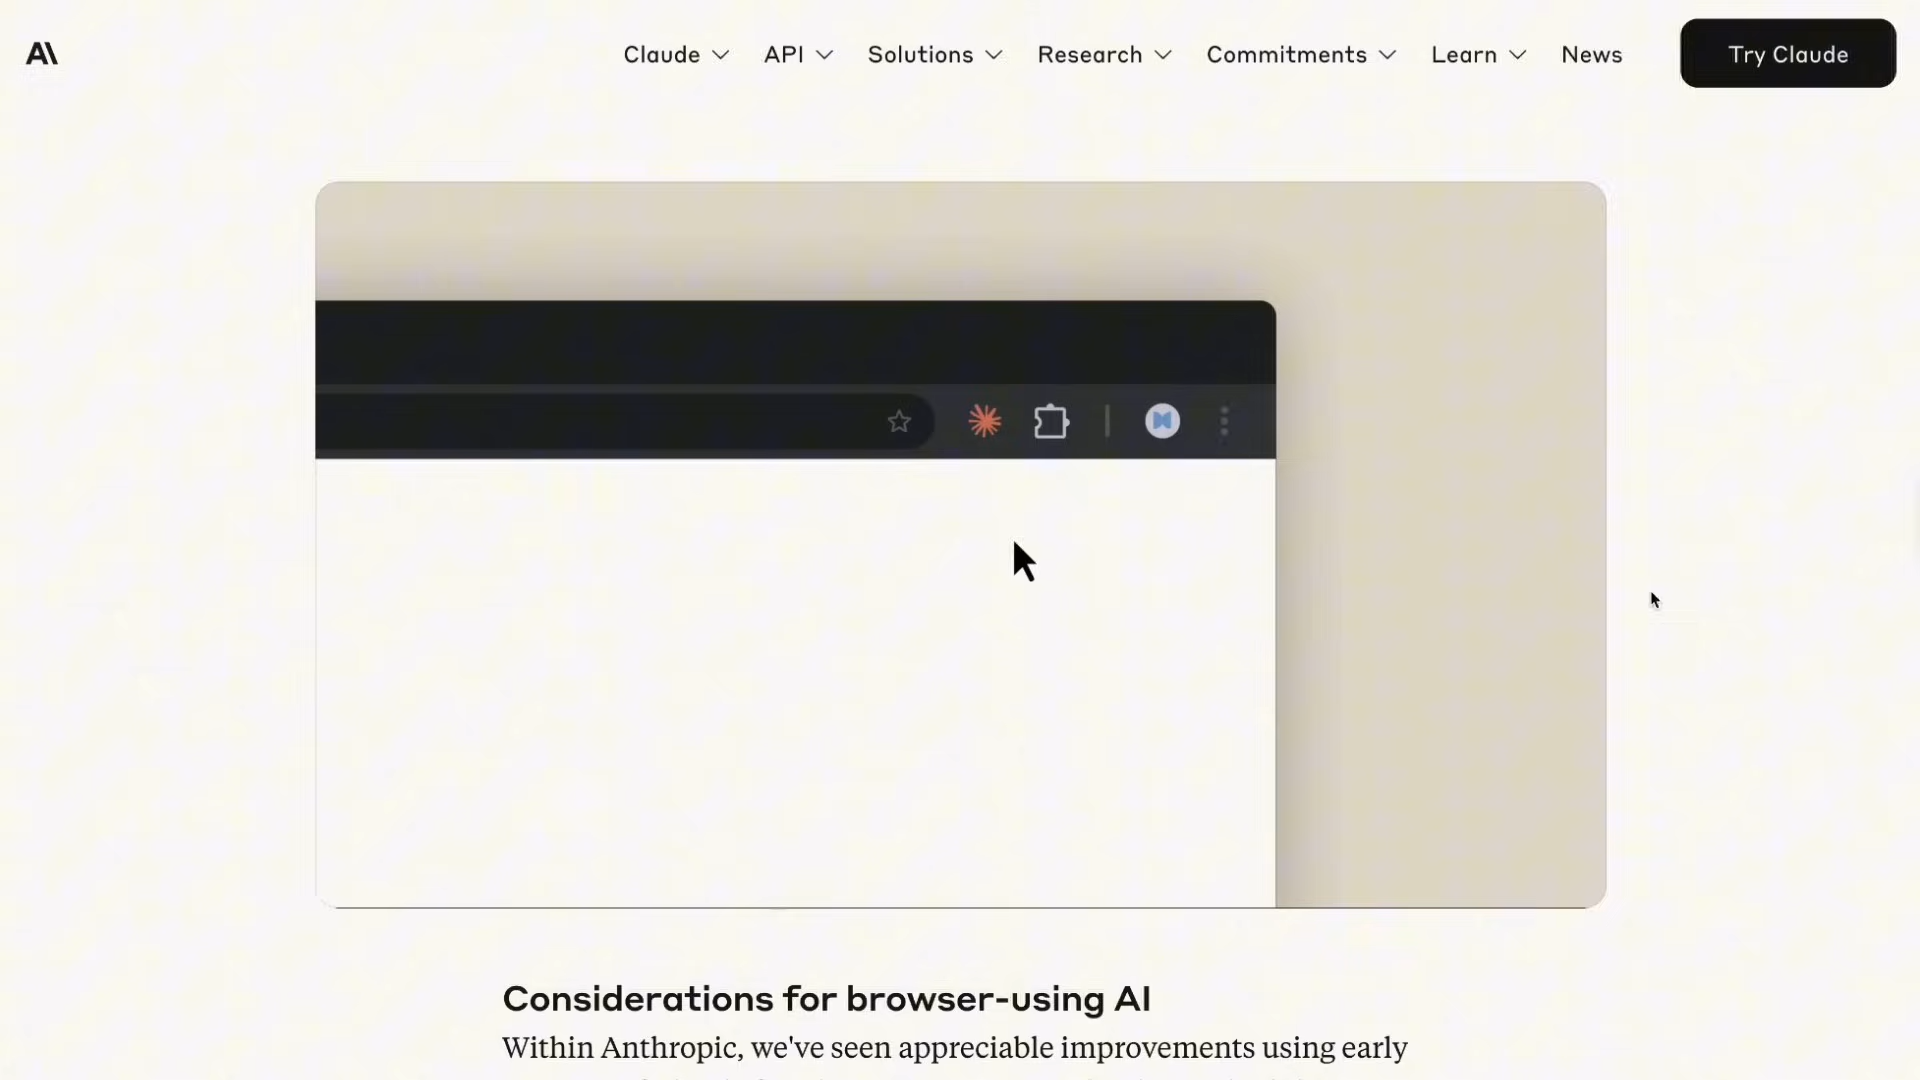 Claude API Solutions Research Commitments Learn News Try Claude
Considerations for browser-using AI
Within Anthropic, we've seen appreciable improvements using early